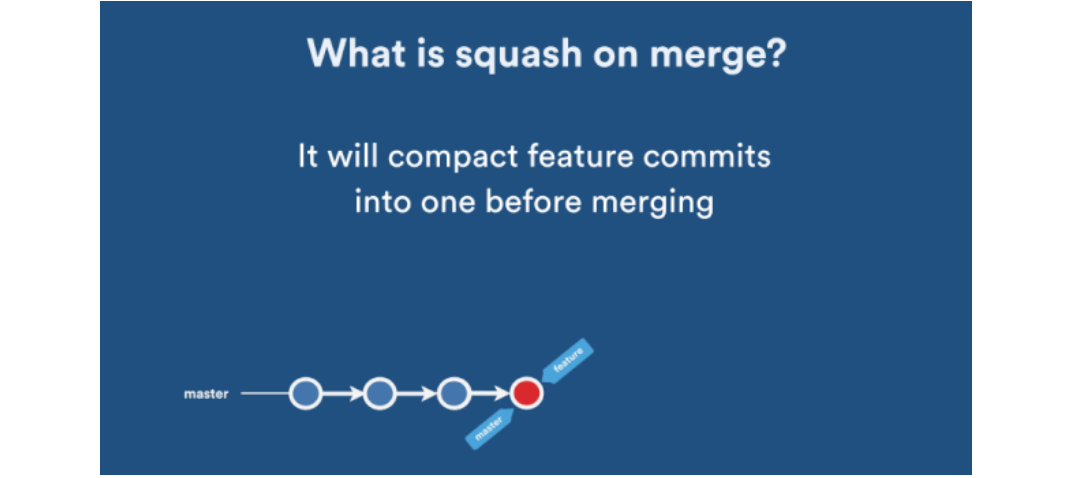 What is squash on merge?
It will compact feature commits
into one before merging
feature
master
master